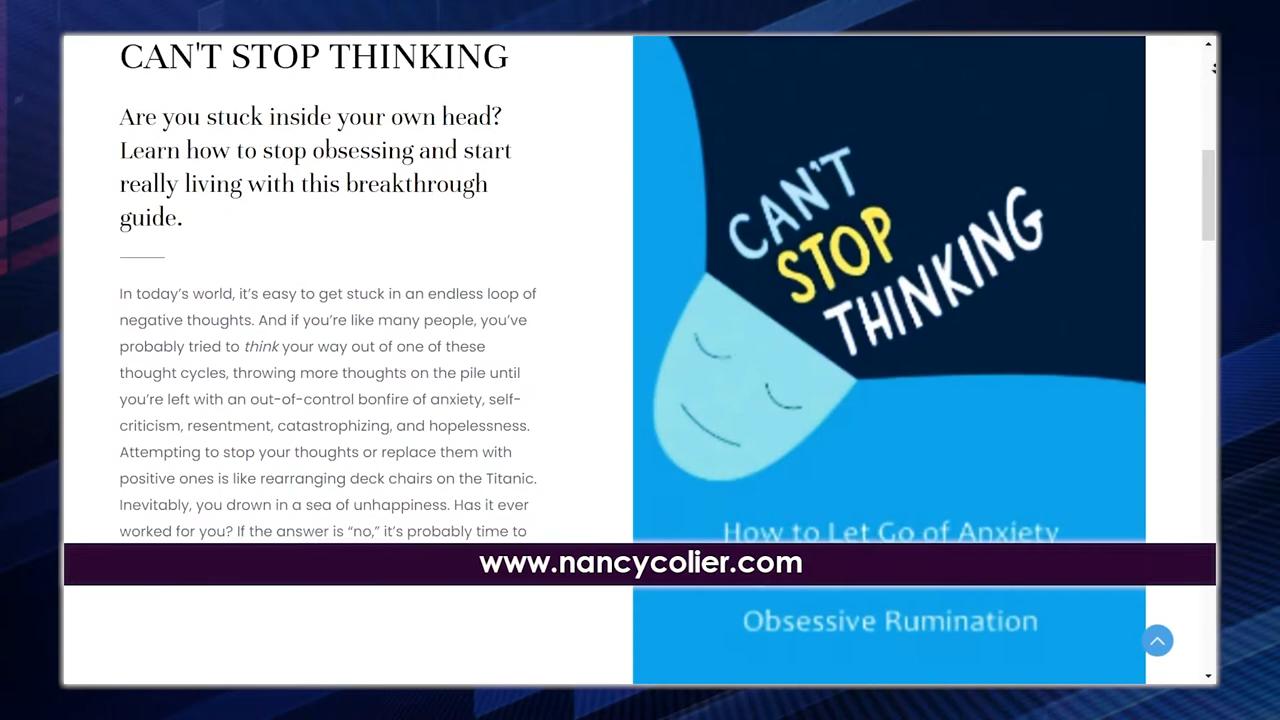 CAN'T STOP THINKING
Are you stuck inside your own head?
Learn how to stop obsessing and start
really living with this breakthrough
guide.
In today's world, it's easy to get stuck in an endless loop of
negative thoughts. And if you're like many people, you've
probably tried to think your way out of one of these
thought cycles, throwing more thoughts on the pile until
you're left with an out-of-control bonfire of anxiety, self-
criticism, resentment, catastrophizing, and hopelessness.
Attempting to stop your thoughts or replace them with
positive ones is like rearranging deck chairs on the Titanic.
Inevitably, you drown in a sea of unhappiness. Has it ever
worked for you? If the answer is “no,” it's probably time to
CAN'T
STOP
THINKING
How to Let Go of Anxiety
www.nancycolier.com
Obsessive Rumination